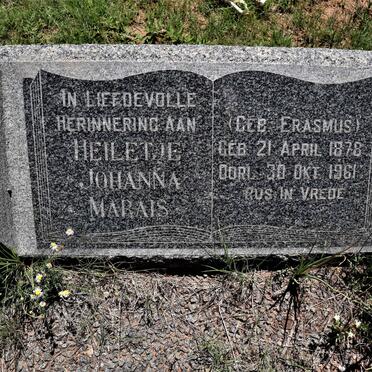 In Liefdevolle
Herinnering aan
Heiletje
Johanna
Marais
(Geb. Erasmus)
Geb. 21 April 1878
Oorl. 30 Okt. 1961
Rus in Vrede